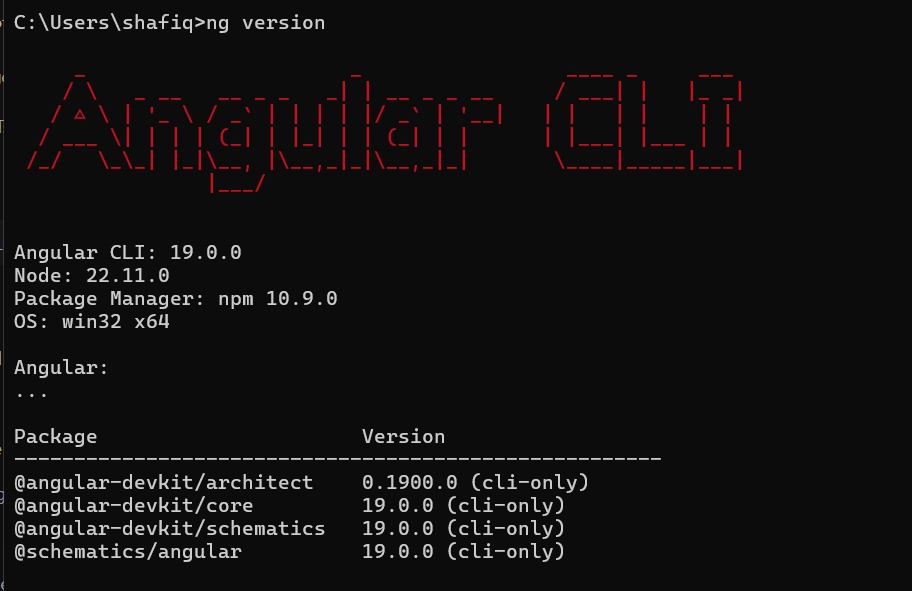 C:\Users\shafiq>ng version
Angular CLI
Angular CLI: 19.0.0
Node: 22.11.0
Package Manager: npm 10.9.0
OS: win32 x64
Angular:
...
Package                      Version
------------------------------------------------------
@angular-devkit/architect    0.1900.0 (cli-only)
@angular-devkit/core         19.0.0 (cli-only)
@angular-devkit/schematics   19.0.0 (cli-only)
@schematics/angular          19.0.0 (cli-only)